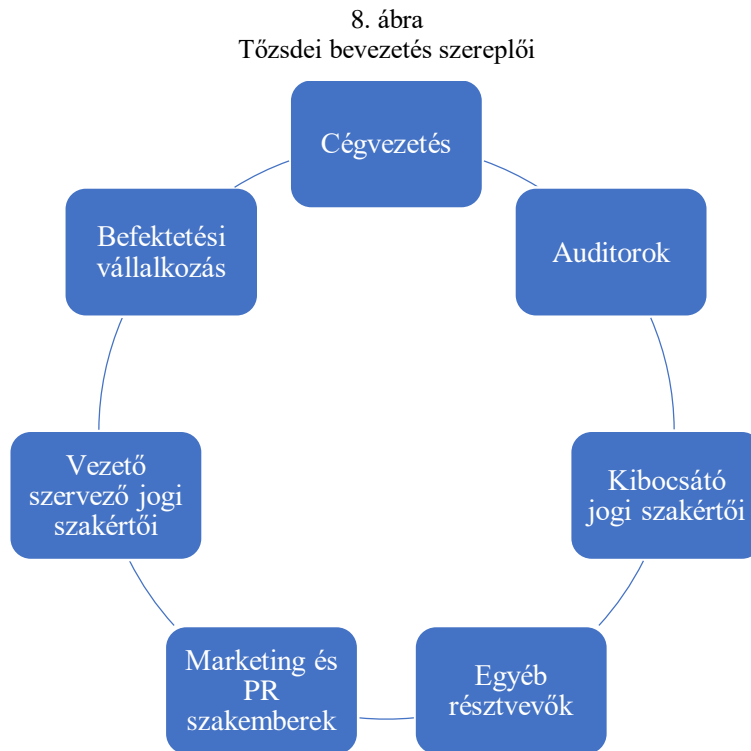 8. ábra
Tőzsdei bevezetés szereplői
Cégvezetés
Auditorok
Kibocsátó
jogi szakértői
Egyéb
résztvevők
Marketing és
PR
szakemberek
Vezető
szervező jogi
szakértői
Befektetési
vállalkozás